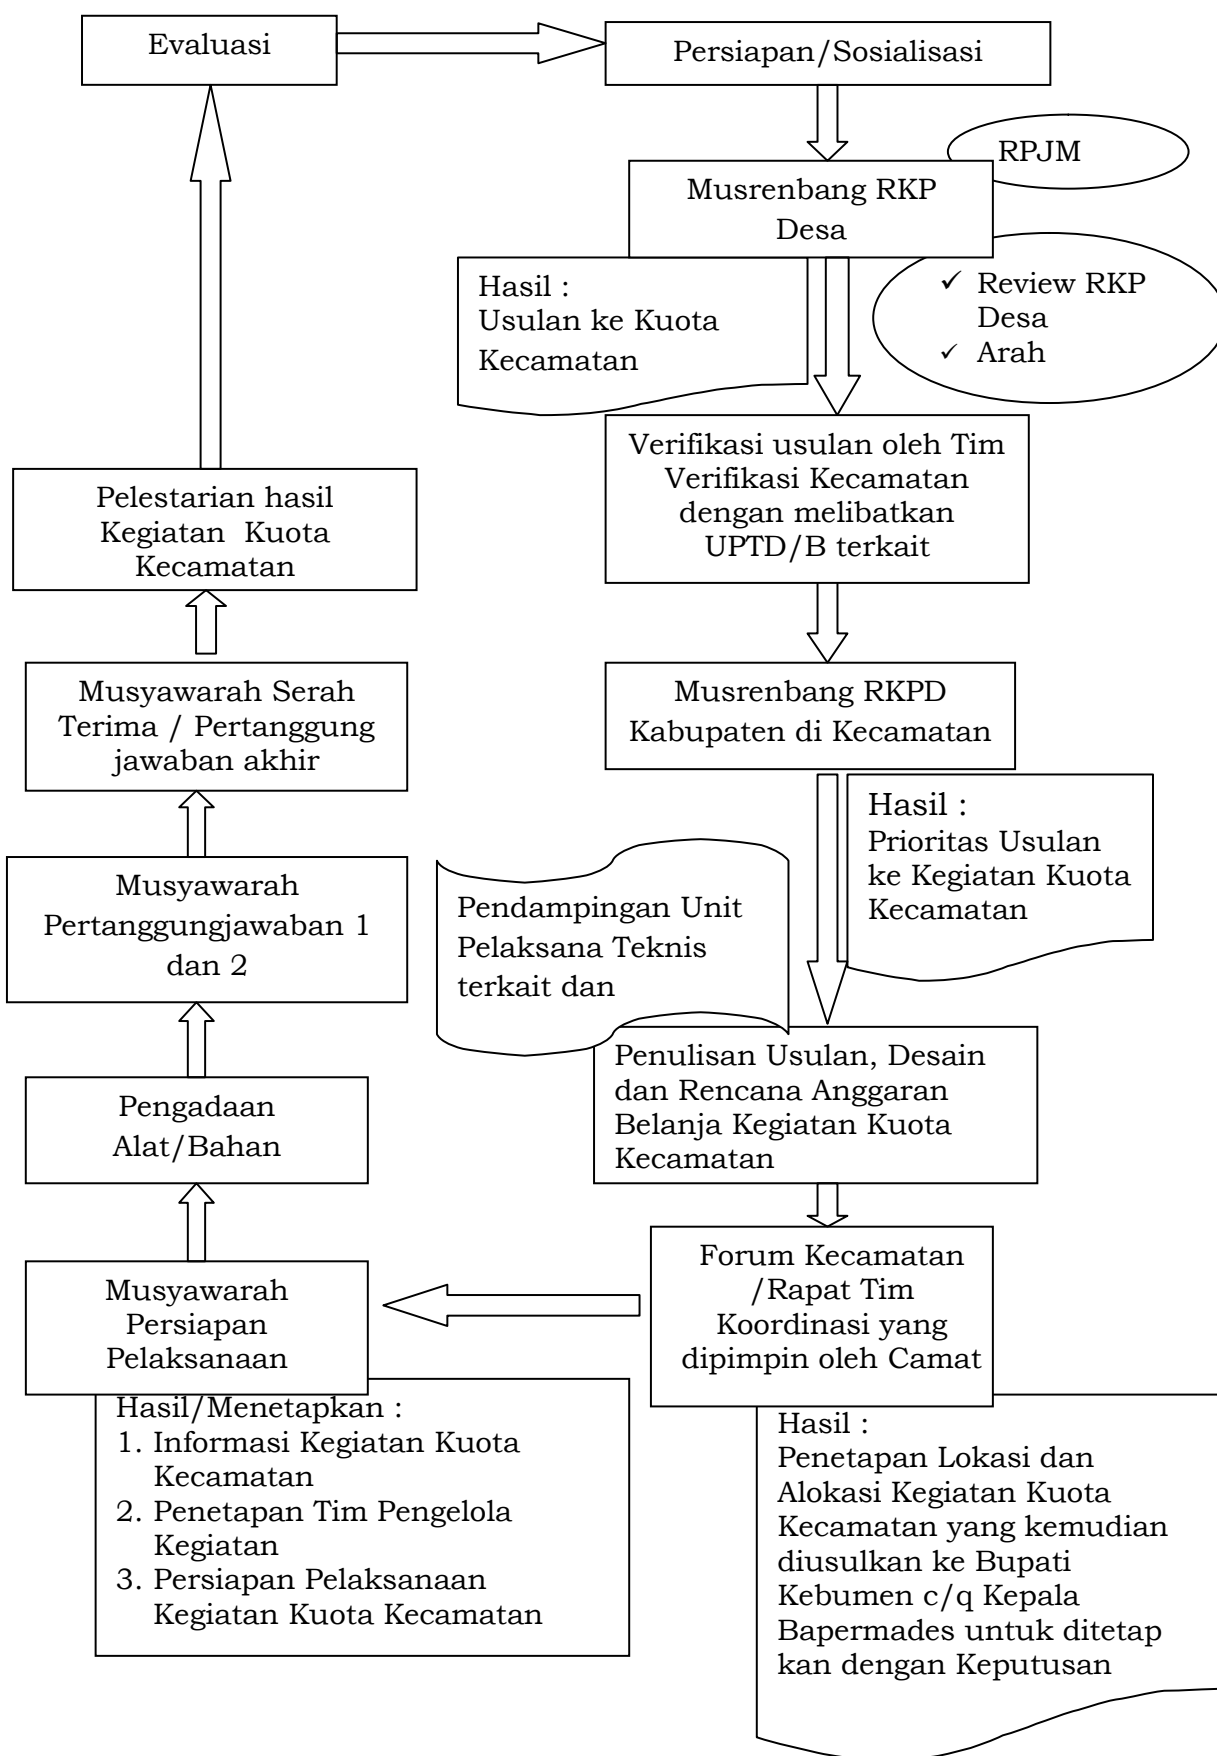 Evaluasi
Persiapan/Sosialisasi
RPJM
Musrenbang RKP
Desa
Hasil :
Usulan ke Kuota
Kecamatan
✓ Review RKP
Desa
✓ Arah
Verifikasi usulan oleh Tim
Verifikasi Kecamatan
dengan melibatkan
UPTD/B terkait
Pelestarian hasil
Kegiatan  Kuota
Kecamatan
Musyawarah Serah
Terima / Pertanggung
jawaban akhir
Musrenbang RKPD
Kabupaten di Kecamatan
Hasil :
Prioritas Usulan
ke Kegiatan Kuota
Kecamatan
Musyawarah
Pertanggungjawaban 1
dan 2
Pendampingan Unit
Pelaksana Teknis
terkait dan
Penulisan Usulan, Desain
dan Rencana Anggaran
Belanja Kegiatan Kuota
Kecamatan
Pengadaan
Alat/Bahan
Forum Kecamatan
/Rapat Tim
Koordinasi yang
dipimpin oleh Camat
Musyawarah
Persiapan
Pelaksanaan
Hasil/Menetapkan :
1. Informasi Kegiatan Kuota
Kecamatan
2. Penetapan Tim Pengelola
Kegiatan
3. Persiapan Pelaksanaan
Kegiatan Kuota Kecamatan
Hasil :
Penetapan Lokasi dan
Alokasi Kegiatan Kuota
Kecamatan yang kemudian
diusulkan ke Bupati
Kebumen c/q Kepala
Bapermades untuk ditetap
kan dengan Keputusan